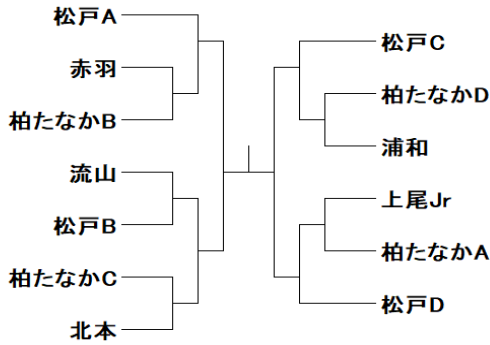 松戸A
赤羽
柏たなかB
流山
松戸B
柏たなかC
北本
松戸C
柏たなかD
浦和
上尾Jr
柏たなかA
松戸D